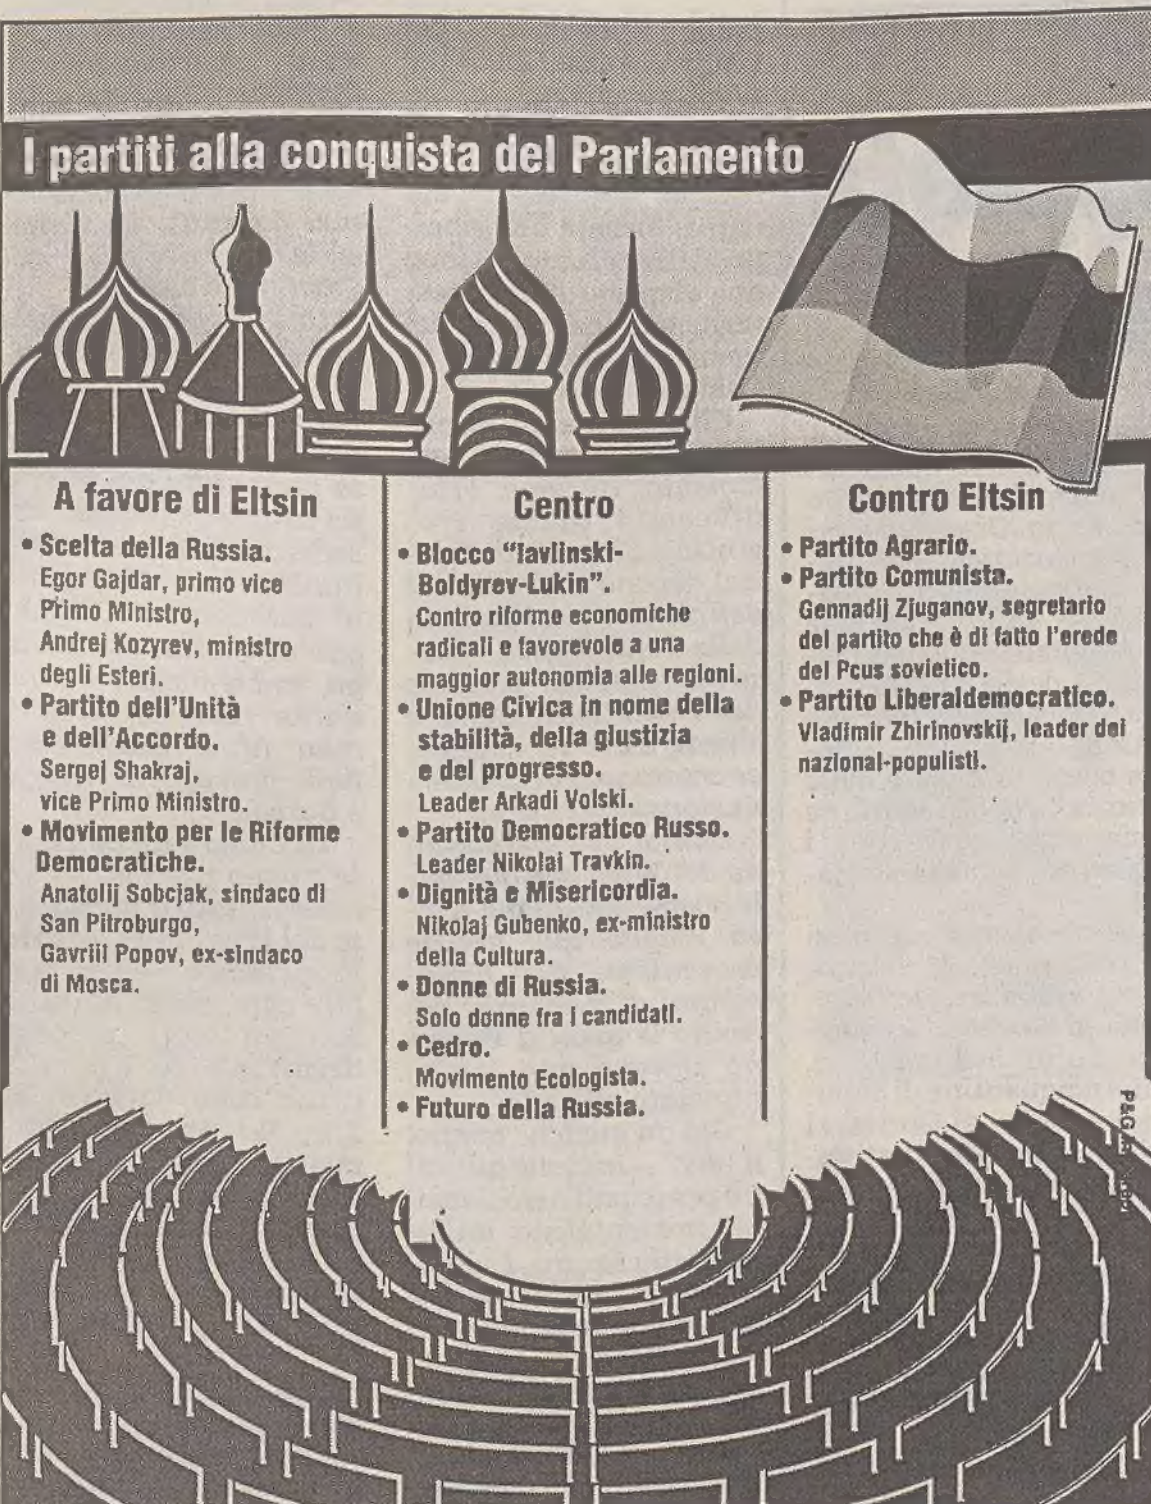 I partiti alla conquista del Parlamento
A favore di Eltsin
• Scelta della Russia.
Egor Gajdar, primo vice
Primo Ministro,
Andrej Kozyrev, ministro
degli Esteri.
• Partito dell'Unità
e dell'Accordo.
Sergej Shakraj,
vice Primo Ministro.
• Movimento per le Riforme
Democratiche.
Anatolij Sobcjak, sindaco di
San Pitroburgo,
Gavriil Popov, ex-sindaco
di Mosca.
Centro
• Blocco "Iavlinski-
Boldyrev-Lukin".
Contro riforme economiche
radicali e favorevole a una
maggior autonomia alle regioni.
• Unione Civica in nome della
stabilità, della giustizia
e del progresso.
Leader Arkadi Volski.
• Partito Democratico Russo.
Leader Nikolai Travkin.
• Dignità e Misericordia.
Nikolaj Gubenko, ex-ministro
della Cultura.
• Donne di Russia.
Solo donne fra i candidati.
• Cedro.
Movimento Ecologista.
• Futuro della Russia.
Contro Eltsin
• Partito Agrario.
• Partito Comunista.
Gennadij Zjuganov, segretario
del partito che è di fatto l'erede
del Pcus sovietico.
• Partito Liberaldemocratico.
Vladimir Zhirinovskij, leader dei
nazional-populisti.
P&G